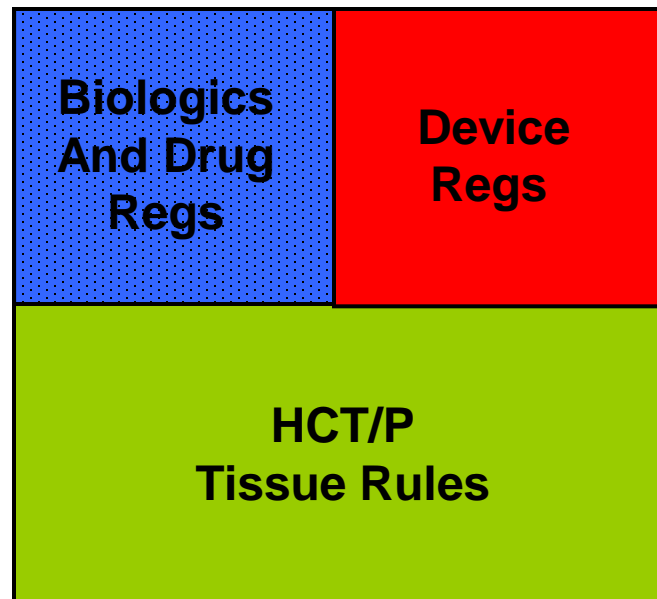 Biologics
And Drug
Regs
Device
Regs
HCT/P
Tissue Rules